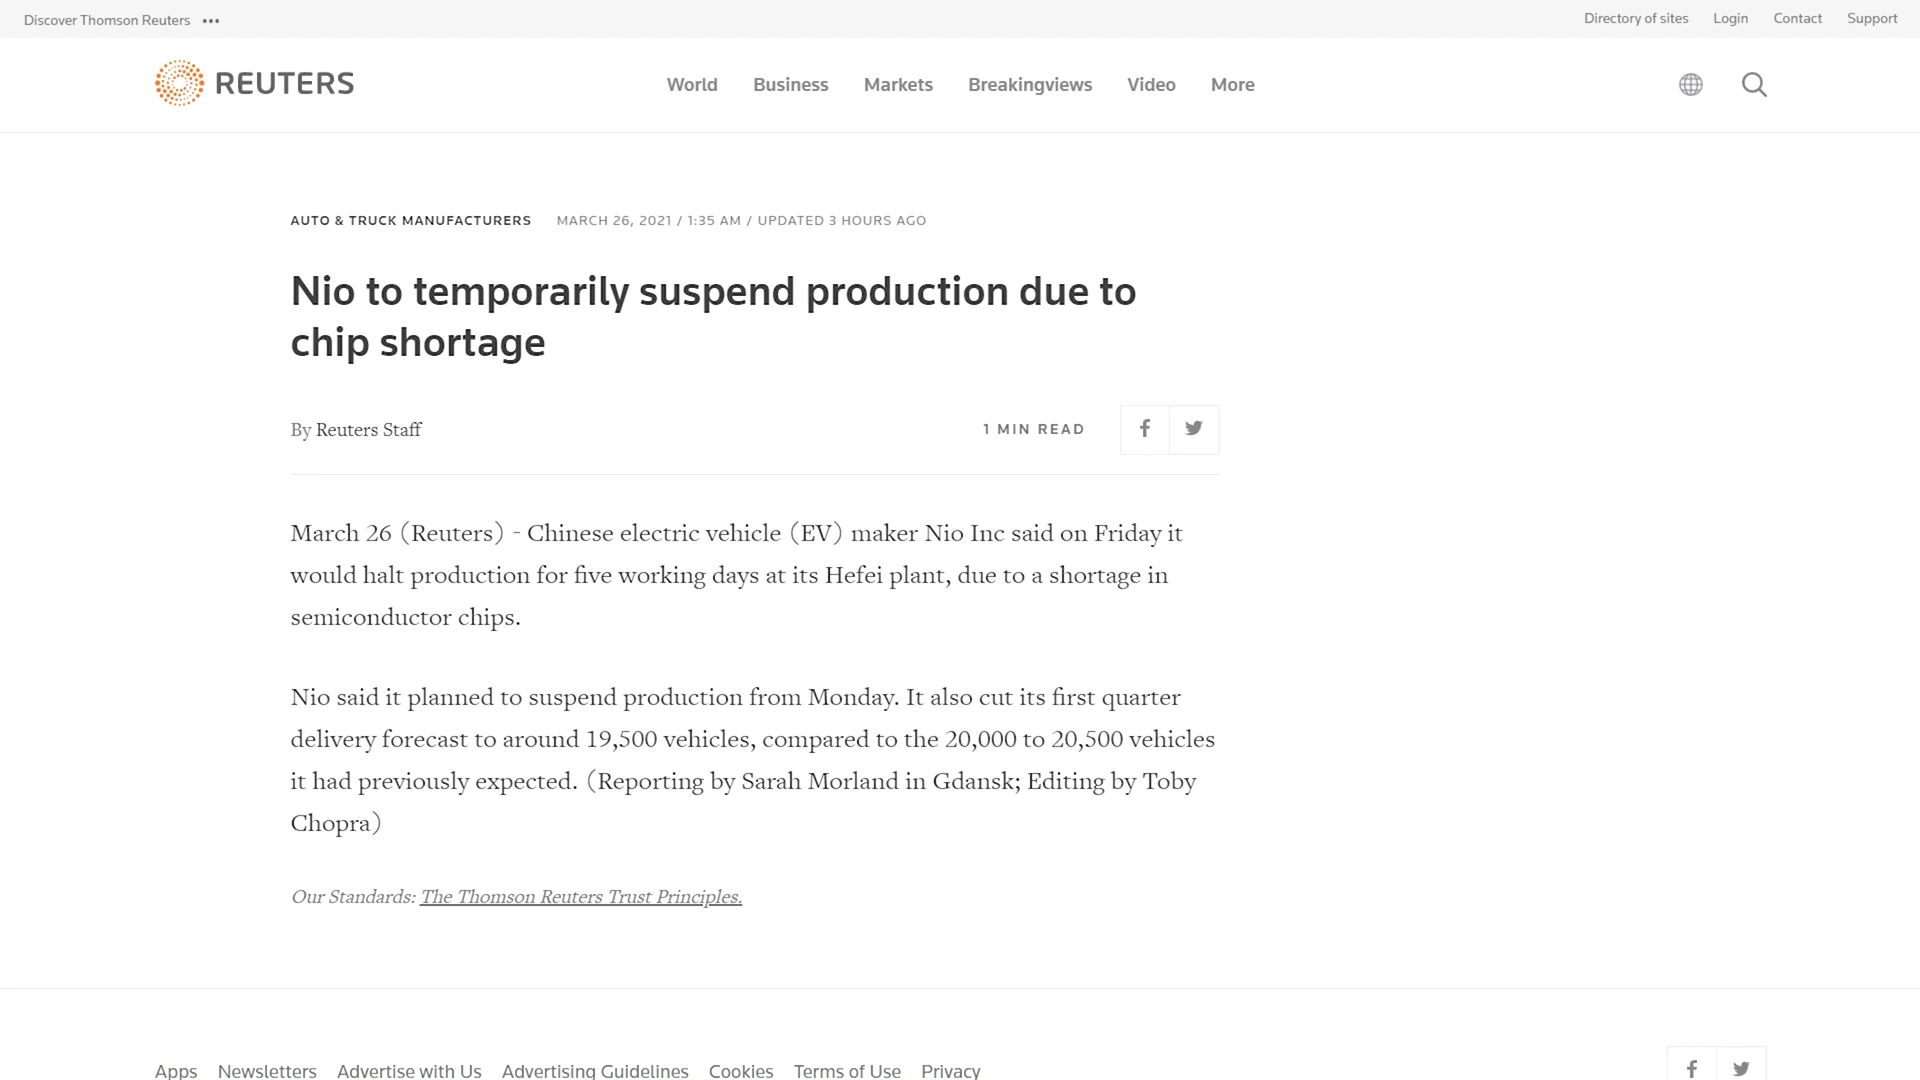 Discover Thomson Reuters •••
Directory of sites Login Contact Support
REUTERS
World Business Markets Breakingviews Video More
AUTO & TRUCK MANUFACTURERS MARCH 26, 2021 / 1:35 AM / UPDATED 3 HOURS AGO
Nio to temporarily suspend production due to
chip shortage
By Reuters Staff
1 MIN READ
March 26 (Reuters) - Chinese electric vehicle (EV) maker Nio Inc said on Friday it
would halt production for five working days at its Hefei plant, due to a shortage in
semiconductor chips.
Nio said it planned to suspend production from Monday. It also cut its first quarter
delivery forecast to around 19,500 vehicles, compared to the 20,000 to 20,500 vehicles
it had previously expected. (Reporting by Sarah Morland in Gdansk; Editing by Toby
Chopra)
Our Standards: The Thomson Reuters Trust Principles.
Apps Newsletters Advertise with Us Advertising Guidelines Cookies Terms of Use Privacy